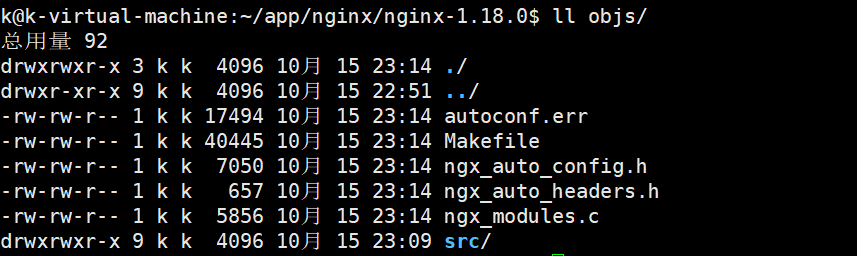 k@k-virtual-machine:~/app/nginx/nginx-1.18.0$ ll objs/
总用量 92
drwxrwxr-x 3 k k  4096 10月 15 23:14 ./
drwxr-xr-x 9 k k  4096 10月 15 22:51 ../
-rw-rw-r-- 1 k k 17494 10月 15 23:14 autoconf.err
-rw-rw-r-- 1 k k 40445 10月 15 23:14 Makefile
-rw-rw-r-- 1 k k  7050 10月 15 23:14 ngx_auto_config.h
-rw-rw-r-- 1 k k   657 10月 15 23:14 ngx_auto_headers.h
-rw-rw-r-- 1 k k  5856 10月 15 23:14 ngx_modules.c
drwxrwxr-x 9 k k  4096 10月 15 23:09 src/